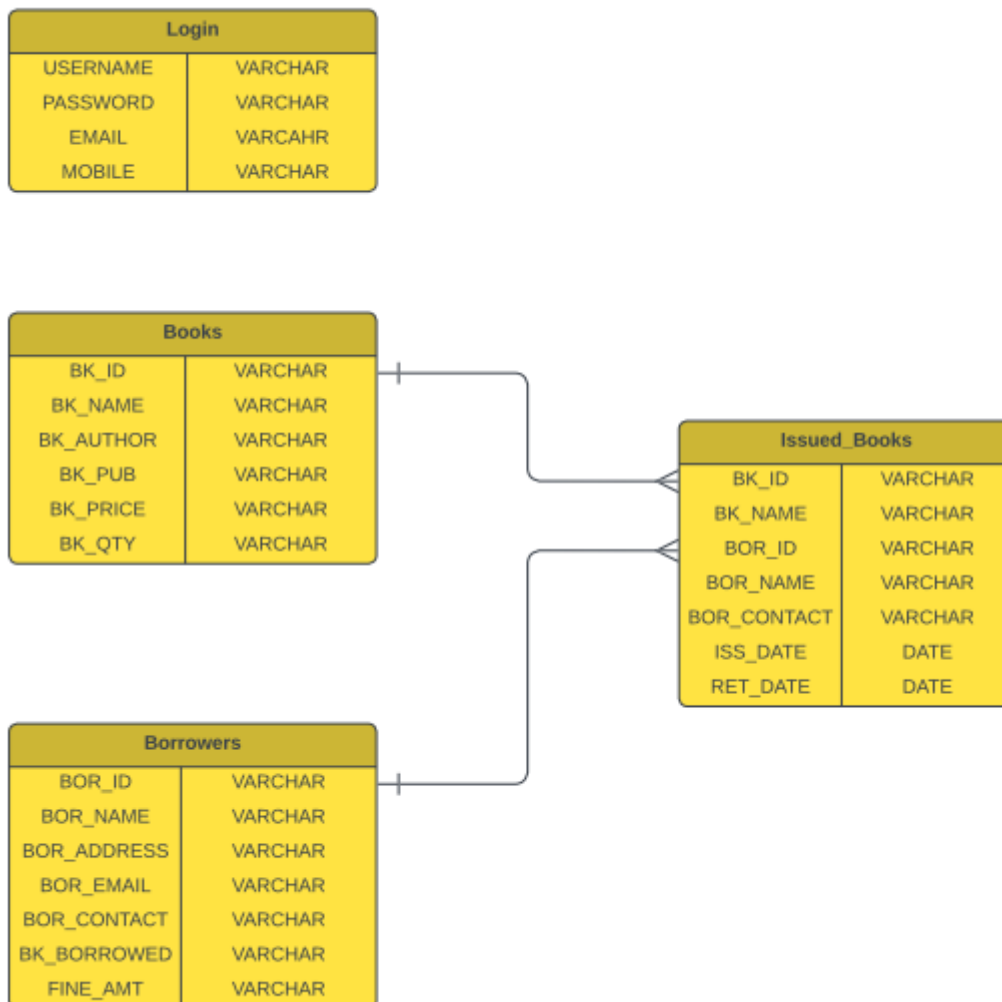 Login
USERNAME VARCHAR
PASSWORD VARCHAR
EMAIL VARCAHR
MOBILE VARCHAR
Books
BK_ID VARCHAR
BK_NAME VARCHAR
BK_AUTHOR VARCHAR
BK_PUB VARCHAR
BK_PRICE VARCHAR
BK_QTY VARCHAR
Issued_Books
BK_ID VARCHAR
BK_NAME VARCHAR
BOR_ID VARCHAR
BOR_NAME VARCHAR
BOR_CONTACT VARCHAR
ISS_DATE DATE
RET_DATE DATE
Borrowers
BOR_ID VARCHAR
BOR_NAME VARCHAR
BOR_ADDRESS VARCHAR
BOR_EMAIL VARCHAR
BOR_CONTACT VARCHAR
BK_BORROWED VARCHAR
FINE_AMT VARCHAR